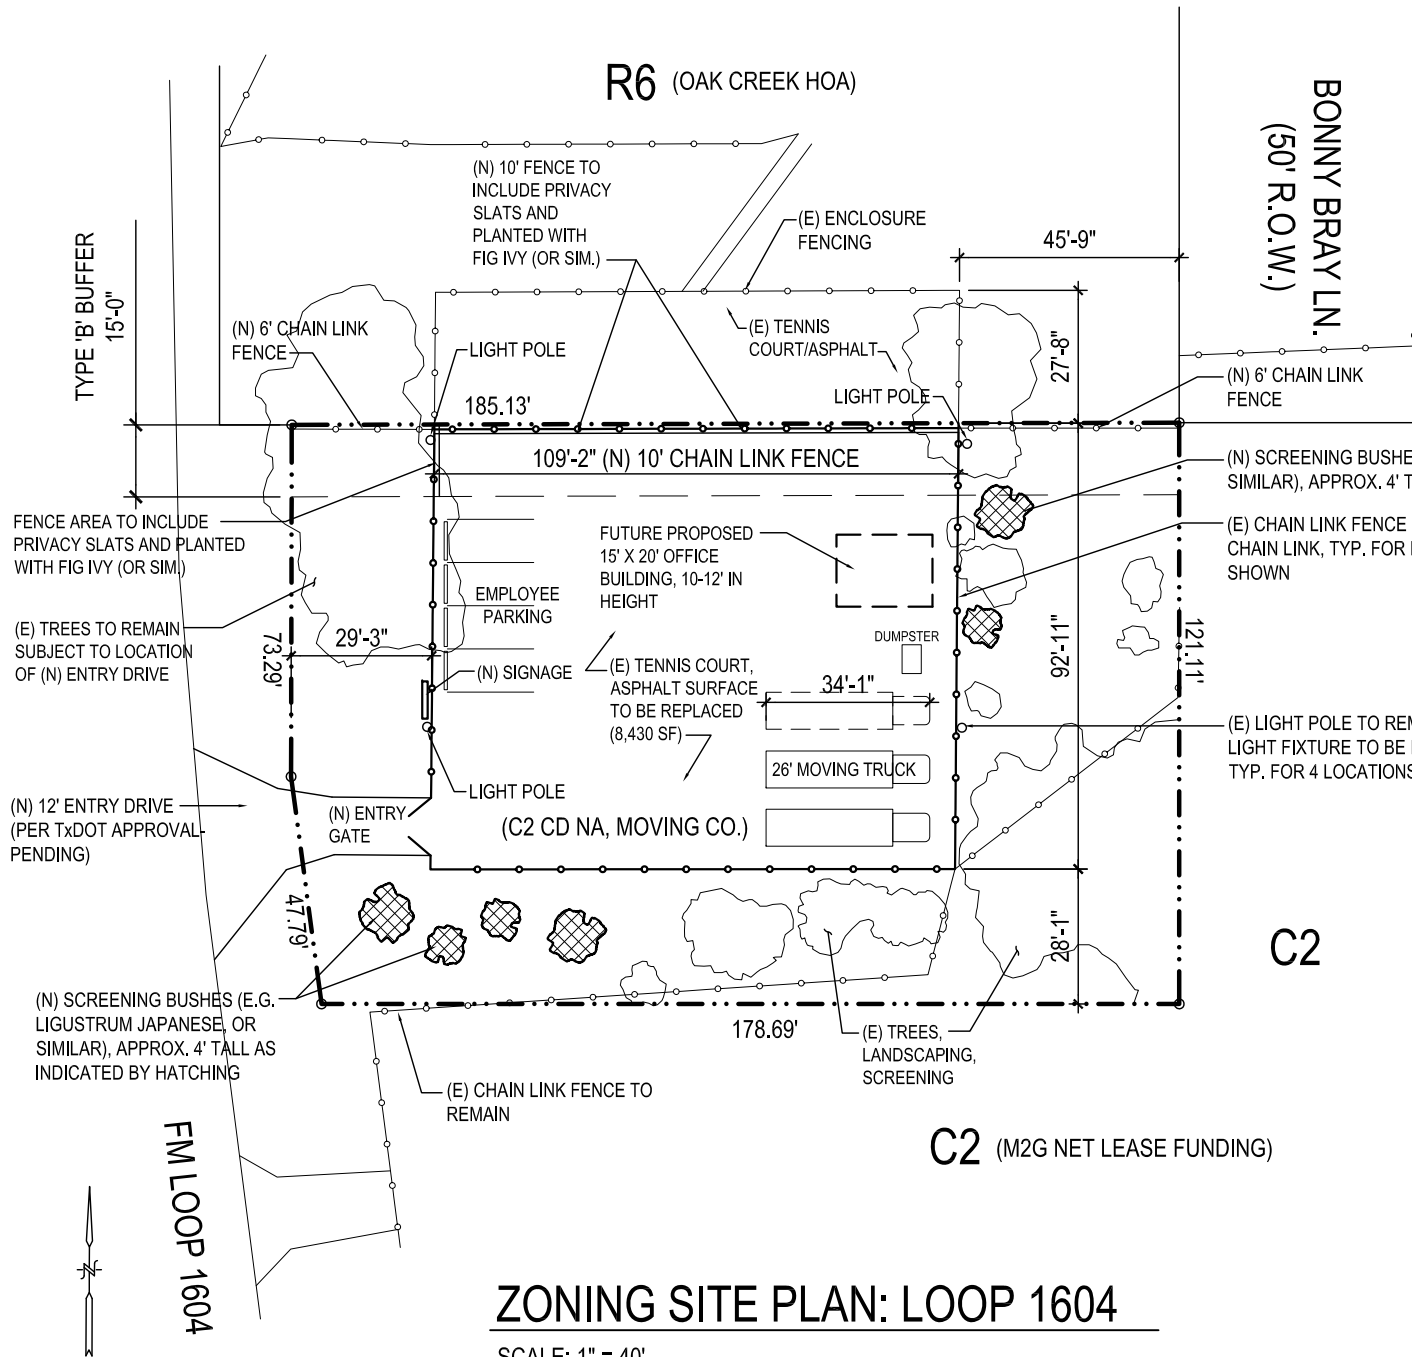 R6 (OAK CREEK HOA)
BONNY BRAY LN.
(50' R.O.W.)
(N) 10' FENCE TO
INCLUDE PRIVACY
SLATS AND
PLANTED WITH
FIG IVY (OR SIM.)
(E) ENCLOSURE
FENCING
45'-9"
TYPE 'B' BUFFER
15'-0"
(N) 6' CHAIN LINK
FENCE
LIGHT POLE
(E) TENNIS
COURT/ASPHALT
27'-8"
LIGHT POLE
(N) 6' CHAIN LINK
FENCE
185.13'
109'-2" (N) 10' CHAIN LINK FENCE
(N) SCREENING BUSHE
SIMILAR), APPROX. 4' T
FENCE AREA TO INCLUDE
PRIVACY SLATS AND PLANTED
WITH FIG IVY (OR SIM.)
FUTURE PROPOSED
15' X 20' OFFICE
BUILDING, 10-12' IN
HEIGHT
(E) CHAIN LINK FENCE
CHAIN LINK, TYP. FOR
SHOWN
EMPLOYEE
PARKING
(E) TREES TO REMAIN
SUBJECT TO LOCATION
OF (N) ENTRY DRIVE
73.29'
29'-3"
DUMPSTER
92'-11"
121.11'
(N) SIGNAGE
(E) TENNIS COURT,
ASPHALT SURFACE
TO BE REPLACED
(8,430 SF)
34'-1"
(E) LIGHT POLE TO REM
LIGHT FIXTURE TO BE
TYP. FOR 4 LOCATIONS
26' MOVING TRUCK
LIGHT POLE
(N) 12' ENTRY DRIVE
(PER TxDOT APPROVAL-
PENDING)
(N) ENTRY
GATE
(C2 CD NA, MOVING CO.)
47.79'
28'-1"
C2
(N) SCREENING BUSHES (E.G.
LIGUSTRUM JAPANESE, OR
SIMILAR), APPROX. 4' TALL AS
INDICATED BY HATCHING
178.69'
(E) TREES,
LANDSCAPING,
SCREENING
(E) CHAIN LINK FENCE TO
REMAIN
C2 (M2G NET LEASE FUNDING)
FM LOOP 1604
N
ZONING SITE PLAN: LOOP 1604
SCALE: 1" = 40'